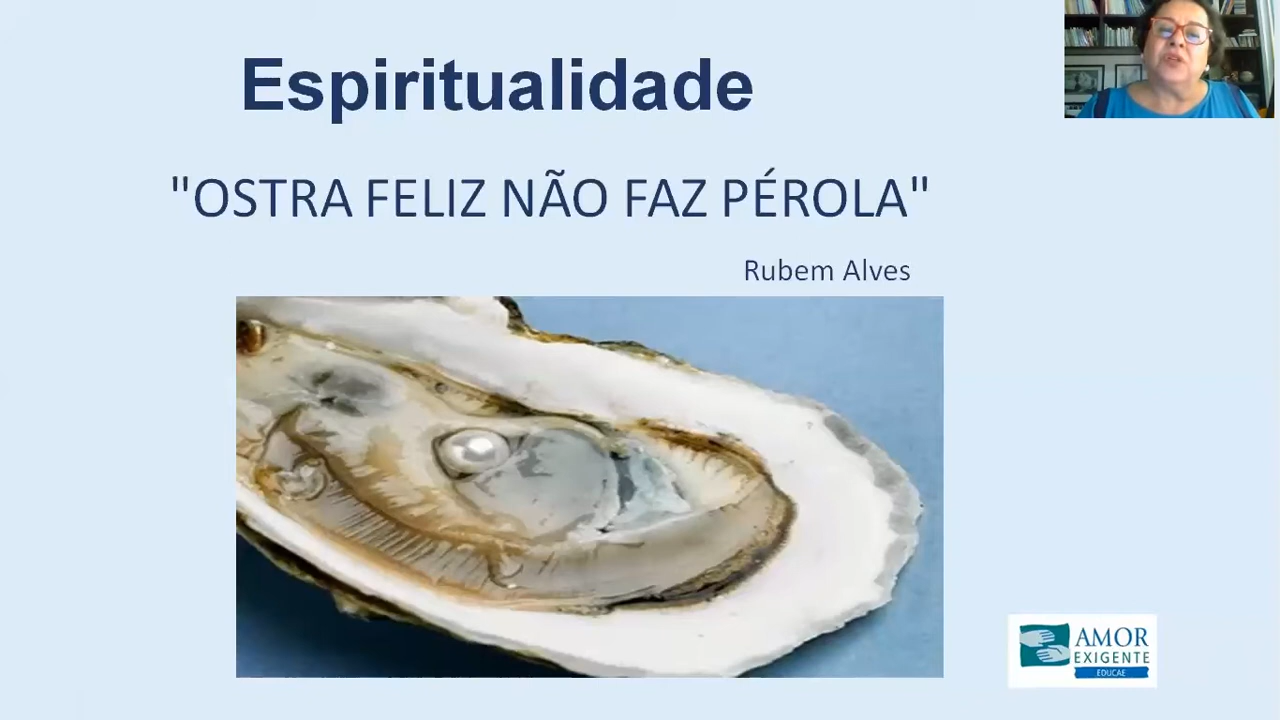 Espiritualidade
"OSTRA FELIZ NÃO FAZ PÉROLA"
Rubem Alves
AMOR
EXIGENTE
EDUCAE